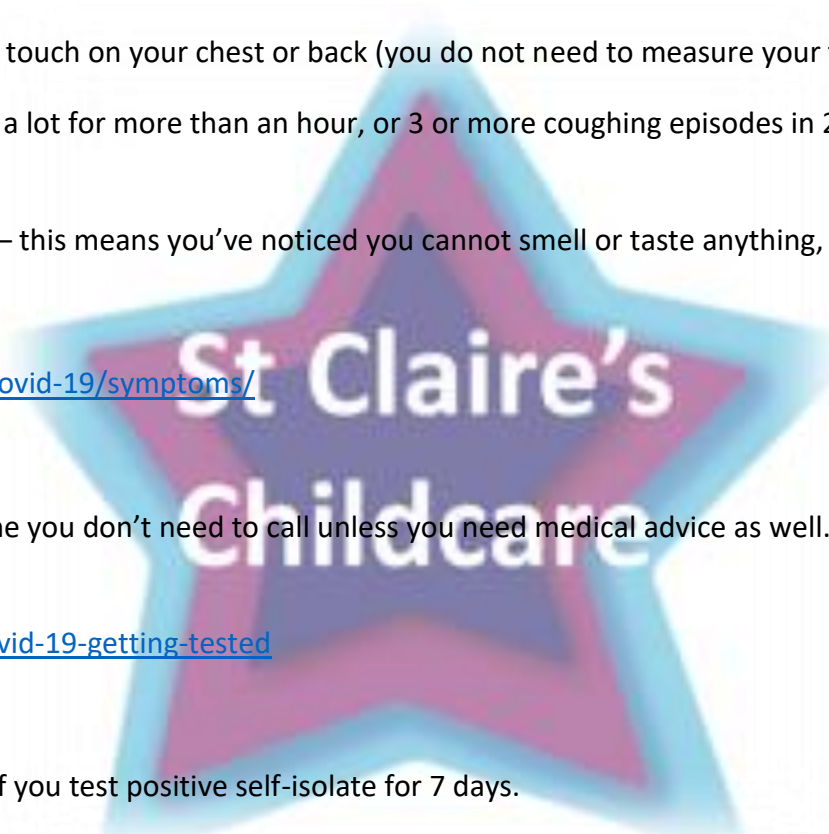 touch on your chest or back (you do not need to measure your
a lot for more than an hour, or 3 or more coughing episodes in
– this means you’ve noticed you cannot smell or taste anything,
St Claire’s
ovid-19/symptoms/
Childcare
you don’t need to call unless you need medical advice as well.
vid-19-getting-tested
you test positive self-isolate for 7 days.